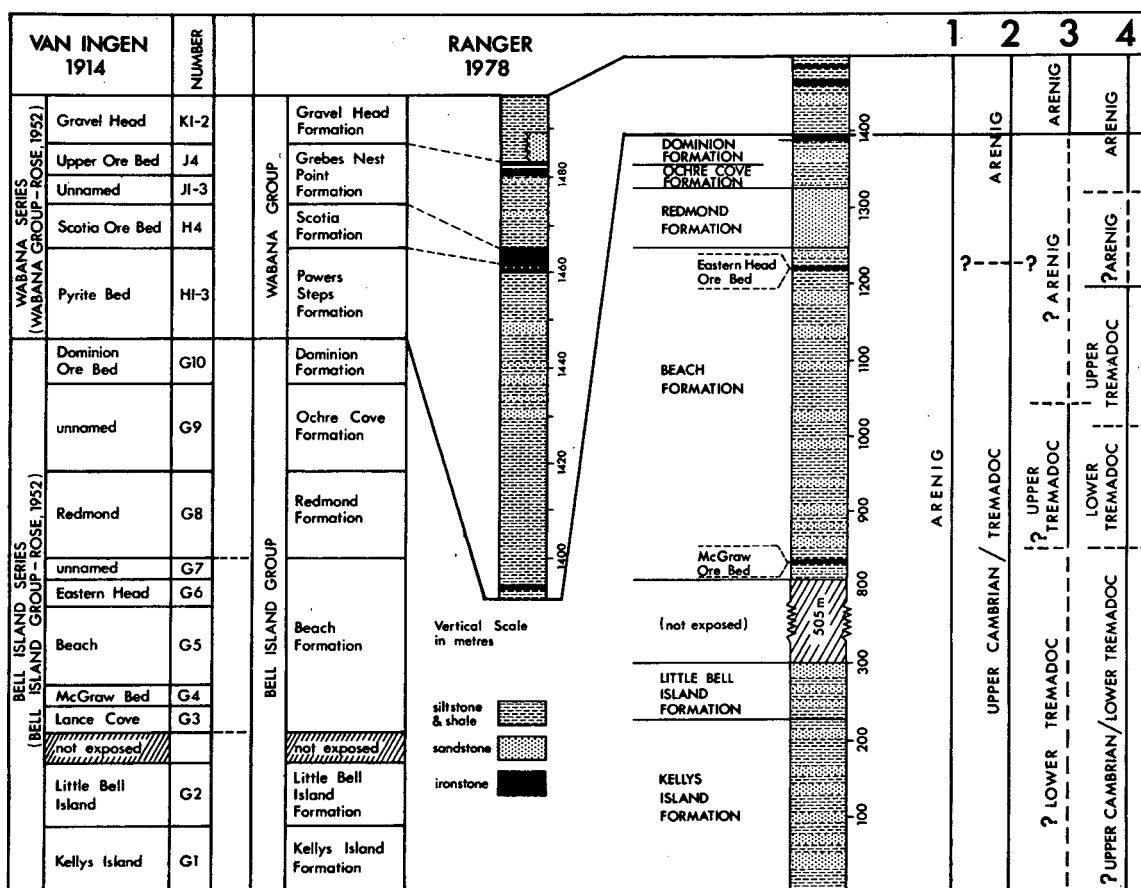 VAN INGEN
1914
NUMBER
RANGER
1978
1 2 3 4
WABANA SERIES
(WABANA GROUP-ROSE, 1952)
Gravel Head
K1-2
Upper Ore Bed
J4
Unnamed
J1-3
Scotia Ore Bed
H4
Pyrite Bed
H1-3
BELL ISLAND SERIES
(BELL ISLAND GROUP-ROSE, 1952)
Dominion
Ore Bed
G10
unnamed
G9
Redmond
G8
unnamed
G7
Eastern Head
G6
Beach
G5
McGraw Bed
G4
Lance Cove
G3
not exposed
Little Bell
Island
G2
Kellys Island
G1
WABANA GROUP
Gravel Head
Formation
Grebes Nest
Point
Formation
Scotia
Formation
Powers
Steps
Formation
BELL ISLAND GROUP
Dominion
Formation
Ochre Cove
Formation
Redmond
Formation
Beach
Formation
not exposed
Little Bell
Island
Formation
Kellys Island
Formation
1480
1460
1440
1420
1400
Vertical Scale
in metres
siltstone
& shale
sandstone
ironstone
DOMINION
FORMATION
OCHRE COVE
FORMATION
REDMOND
FORMATION
Eastern Head
Ore Bed
BEACH
FORMATION
McGraw
Ore Bed
(not exposed)
LITTLE BELL
ISLAND
FORMATION
KELLYS
ISLAND
FORMATION
505 m
1400
1300
1200
1100
1000
900
800
300
200
100
ARENIG
ARENIG
? ?
UPPER CAMBRIAN / TREMADOC
ARENIG
? ARENIG
UPPER
? TREMADOC
? LOWER TREMADOC
ARENIG
? ARENIG
UPPER
TREMADOC
LOWER
TREMADOC
? UPPER CAMBRIAN/LOWER TREMADOC